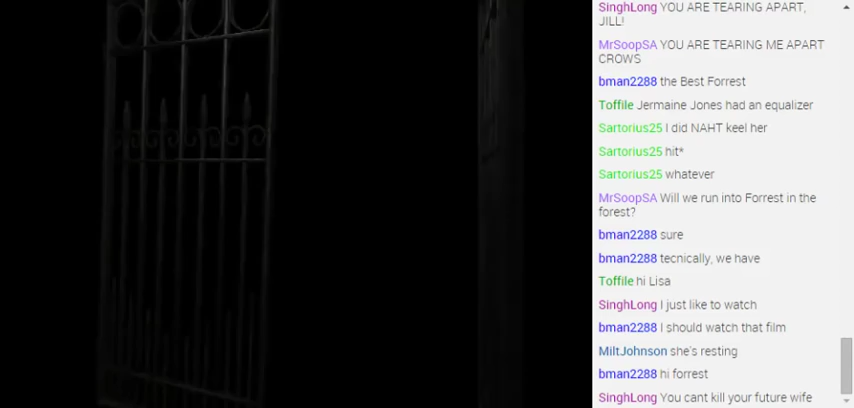 SinghLong YOU ARE TEARING APART,
JILL!
MrSoopSA YOU ARE TEARING ME APART
CROWS
bman2288 the Best Forrest
Toffile Jermaine Jones had an equalizer
Sartorius25 I did NAHT keel her
Sartorius25 hit*
Sartorius25 whatever
MrSoopSA Will we run into Forrest in the
forest?
bman2288 sure
bman2288 tecnically, we have
Toffile hi Lisa
SinghLong I just like to watch
bman2288 I should watch that film
MiltJohnson she's resting
bman2288 hi forrest
SinghLong You cant kill your future wife